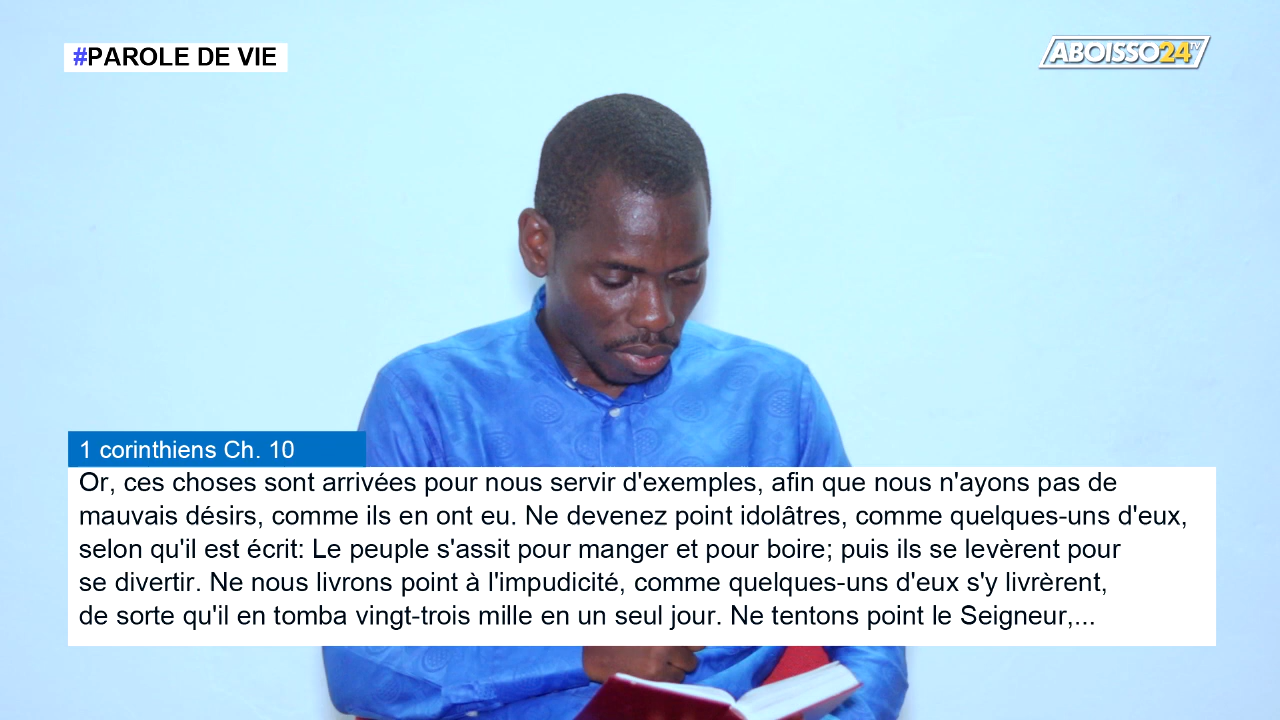 #PAROLE DE VIE
ABOISSO24TV
1 corinthiens Ch. 10
Or, ces choses sont arrivées pour nous servir d'exemples, afin que nous n'ayons pas de
mauvais désirs, comme ils en ont eu. Ne devenez point idolâtres, comme quelques-uns d'eux,
selon qu'il est écrit: Le peuple s'assit pour manger et pour boire; puis ils se levèrent pour
se divertir. Ne nous livrons point à l'impudicité, comme quelques-uns d'eux s'y livrèrent,
de sorte qu'il en tomba vingt-trois mille en un seul jour. Ne tentons point le Seigneur,...